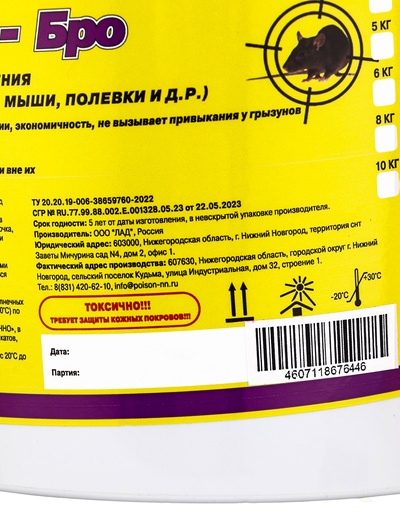 - Бро
НИЯ
МЫШИ, ПОЛЕВКИ И Д.Р.)
ии, экономичность, не вызывает привыкания у грызунов
5 КГ
6 КГ
8 КГ
10 КГ
и вне их
ТУ 20.20.19-006-38659760-2022
СГР № RU.77.99.88.002.E.001328.05.23 от 22.05.2023
Срок годности: 5 лет от даты изготовления, в невскрытой упаковке производителя.
Производитель: ООО "ЛАД", Россия
Юридический адрес: 603000, Нижегородская область, г. Нижний Новгород, территория снт
Заветы Мичурина сад N4, дом 2, офис 1.
Фактический адрес производства: 607630, Нижегородская область, городской округ г. Нижний
Новгород, сельский поселок Кудьма, улица Индустриальная, дом 32, строение 1.
Тел.: 8(831) 420-62-10, info@poison-nn.ru
ТОКСИЧНО!!!
ТРЕБУЕТ ЗАЩИТЫ КОЖНЫХ ПОКРОВОВ!!!
-20°C
+30°C
Дата:
Партия:
4607118676446